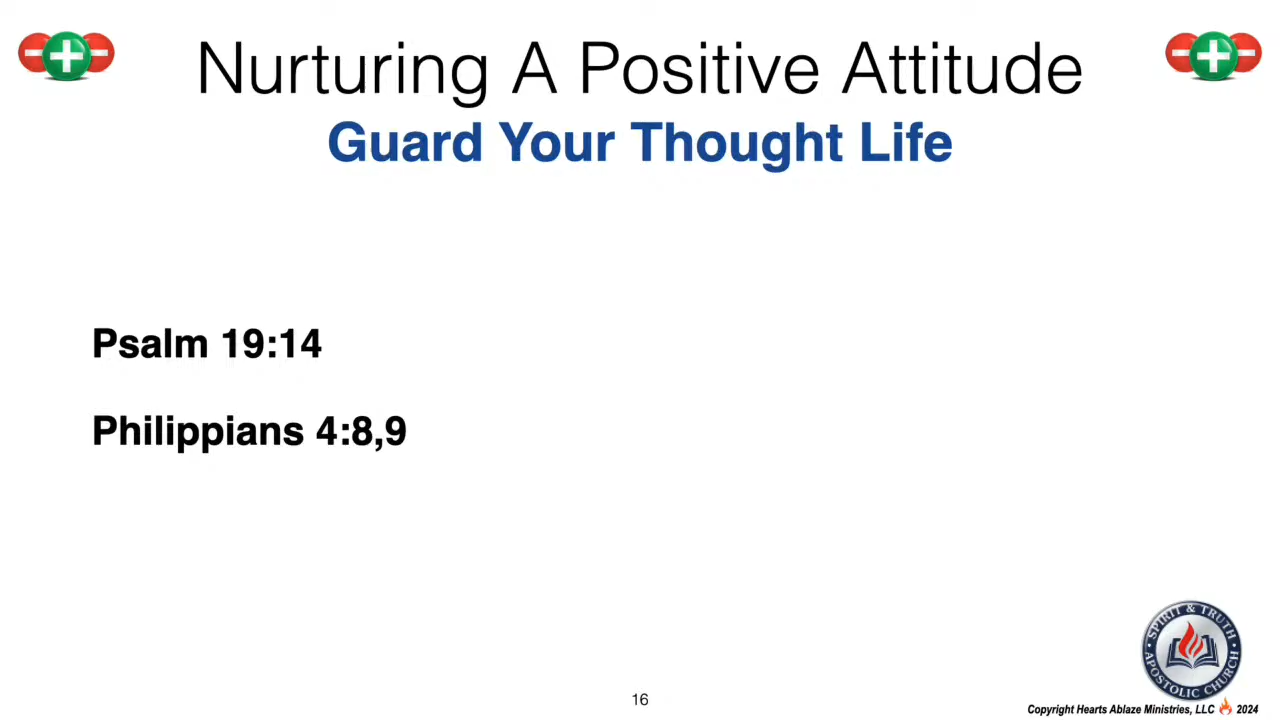 Nurturing A Positive Attitude
Guard Your Thought Life
Psalm 19:14
Philippians 4:8,9
SPIRIT & TRUTH
APOSTOLIC CHURCH
16
Copyright Hearts Ablaze Ministries, LLC 2024